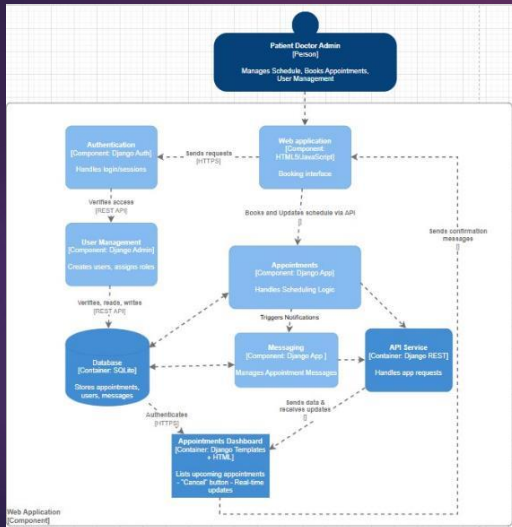 Patient Doctor Admin
[Person]
Manages Schedule, Books Appointments,
User Management
Authentication
[Component: Django Auth]
Handles login/sessions
Sends requests
[HTTPS]
Web application
[Component:
HTML5/JavaScript]
Booking interface
Verifies access
[REST API]
Books and Updates schedule via API
[]
Sends confirmation
messages
[]
User Management
[Component: Django Admin]
Creates users, assigns roles
Appointments
[Component: Django App]
Handles Scheduling Logic
Verifies, reads, writes
[REST API]
Triggers Notifications
Database
[Container: SQLite]
Stores appointments,
users, messages
Messaging
[Component: Django App ]
Manages Appointment Messages
API Service
[Container: Django REST]
Handles app requests
Authenticates
[HTTPS]
Sends data &
receives updates
[]
Appointments Dashboard
[Container: Django Templates
+ HTML]
Lists upcoming appointments
- "Cancel" button - Real-time
updates
Web Application
[Component]